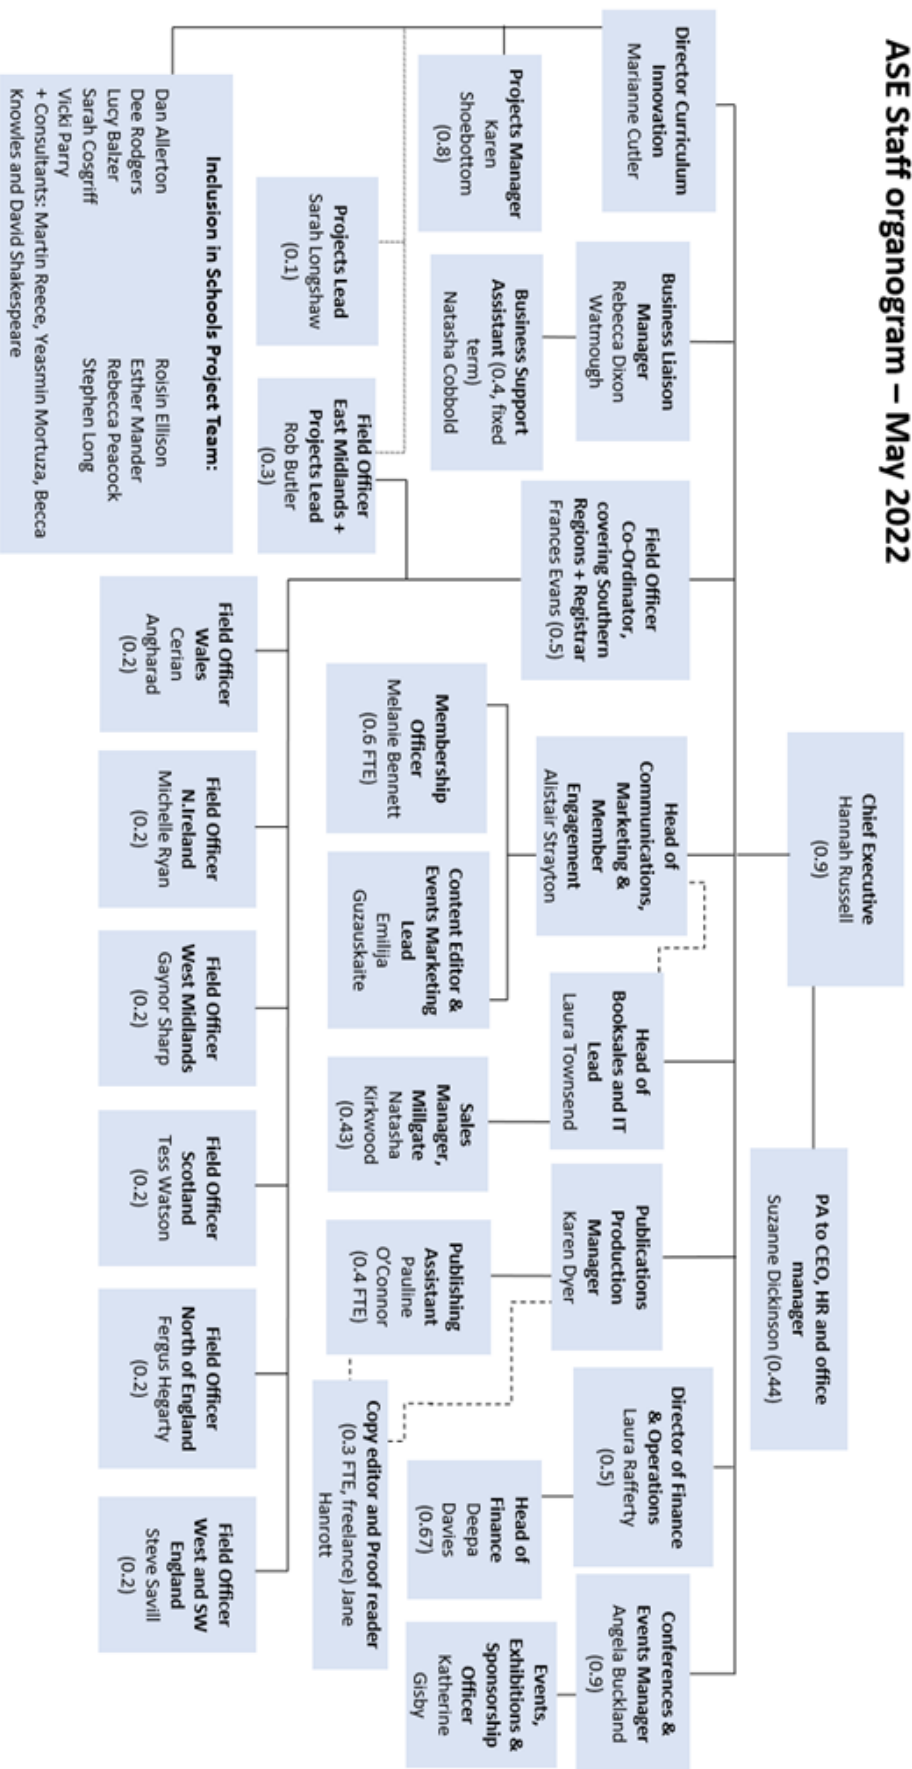 ASE Staff organogram – May 2022
Chief Executive
Hannah Russell
(0.9)
PA to CEO, HR and office
manager
Suzanne Dickinson (0.44)
Director Curriculum
Innovation
Marianne Cutler
Business Liaison
Manager
Rebecca Dixon
Watmough
Field Officer
Co-Ordinator,
covering Southern
Regions + Registrar
Frances Evans (0.5)
Head of
Communications,
Marketing &
Member
Engagement
Alistair Strayton
Head of
Booksales and IT
Lead
Laura Townsend
Publications
Production
Manager
Karen Dyer
Director of Finance
& Operations
Laura Rafferty
(0.5)
Conferences &
Events Manager
Angela Buckland
(0.9)
Projects Manager
Karen
Shoebottom
(0.8)
Business Support
Assistant (0.4, fixed
term)
Natasha Cobbold
Membership
Officer
Melanie Bennett
(0.6 FTE)
Content Editor &
Events Marketing
Lead
Emilija
Guzauskaite
Sales
Manager,
Millgate
Natasha
Kirkwood
(0.43)
Publishing
Assistant
Pauline
O'Connor
(0.4 FTE)
Head of
Finance
Deepa
Davies
(0.67)
Events,
Exhibitions &
Sponsorship
Officer
Katherine
Gisby
Projects Lead
Sarah Longshaw
(0.1)
Field Officer
East Midlands +
Projects Lead
Rob Butler
(0.3)
Copy editor and Proof reader
(0.3 FTE, freelance) Jane
Hanrott
Inclusion in Schools Project Team:
Dan Allerton
Dee Rodgers Roisin Ellison
Lucy Balzer Esther Mander
Sarah Cosgriff Rebecca Peacock
Vicki Parry Stephen Long
+ Consultants: Martin Reece, Yeasmin Mortuza, Becca
Knowles and David Shakespeare
Field Officer
Wales
Cerian
Angharad
(0.2)
Field Officer
N.Ireland
Michelle Ryan
(0.2)
Field Officer
West Midlands
Gaynor Sharp
(0.2)
Field Officer
Scotland
Tess Watson
(0.2)
Field Officer
North of England
Fergus Hegarty
(0.2)
Field Officer
West and SW
England
Steve Savill
(0.2)